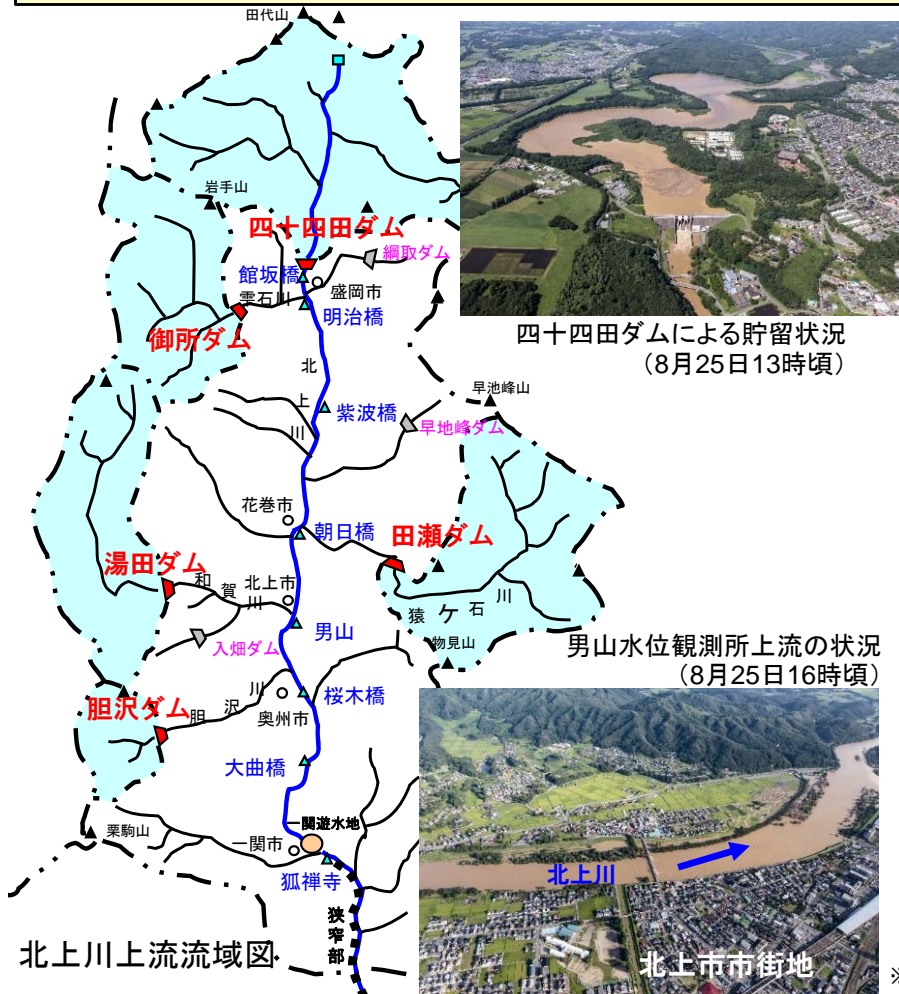 田代山
岩手山
四十四田ダム
綱取ダム
館坂橋
盛岡市
雫石川
明治橋
御所ダム
四十四田ダムによる貯留状況
（8月25日13時頃）
北上川
早池峰山
紫波橋
早地峰ダム
花巻市
朝日橋
田瀬ダム
湯田ダム
和賀川
北上市
猿ケ石川
男山
入畑ダム
物見山
男山水位観測所上流の状況
（8月25日16時頃）
桜木橋
胆沢川
奥州市
胆沢ダム
大曲橋
一関遊水地
栗駒山
一関市
狐禅寺
狭窄部
北上川
北上川上流流域図
北上市市街地
※